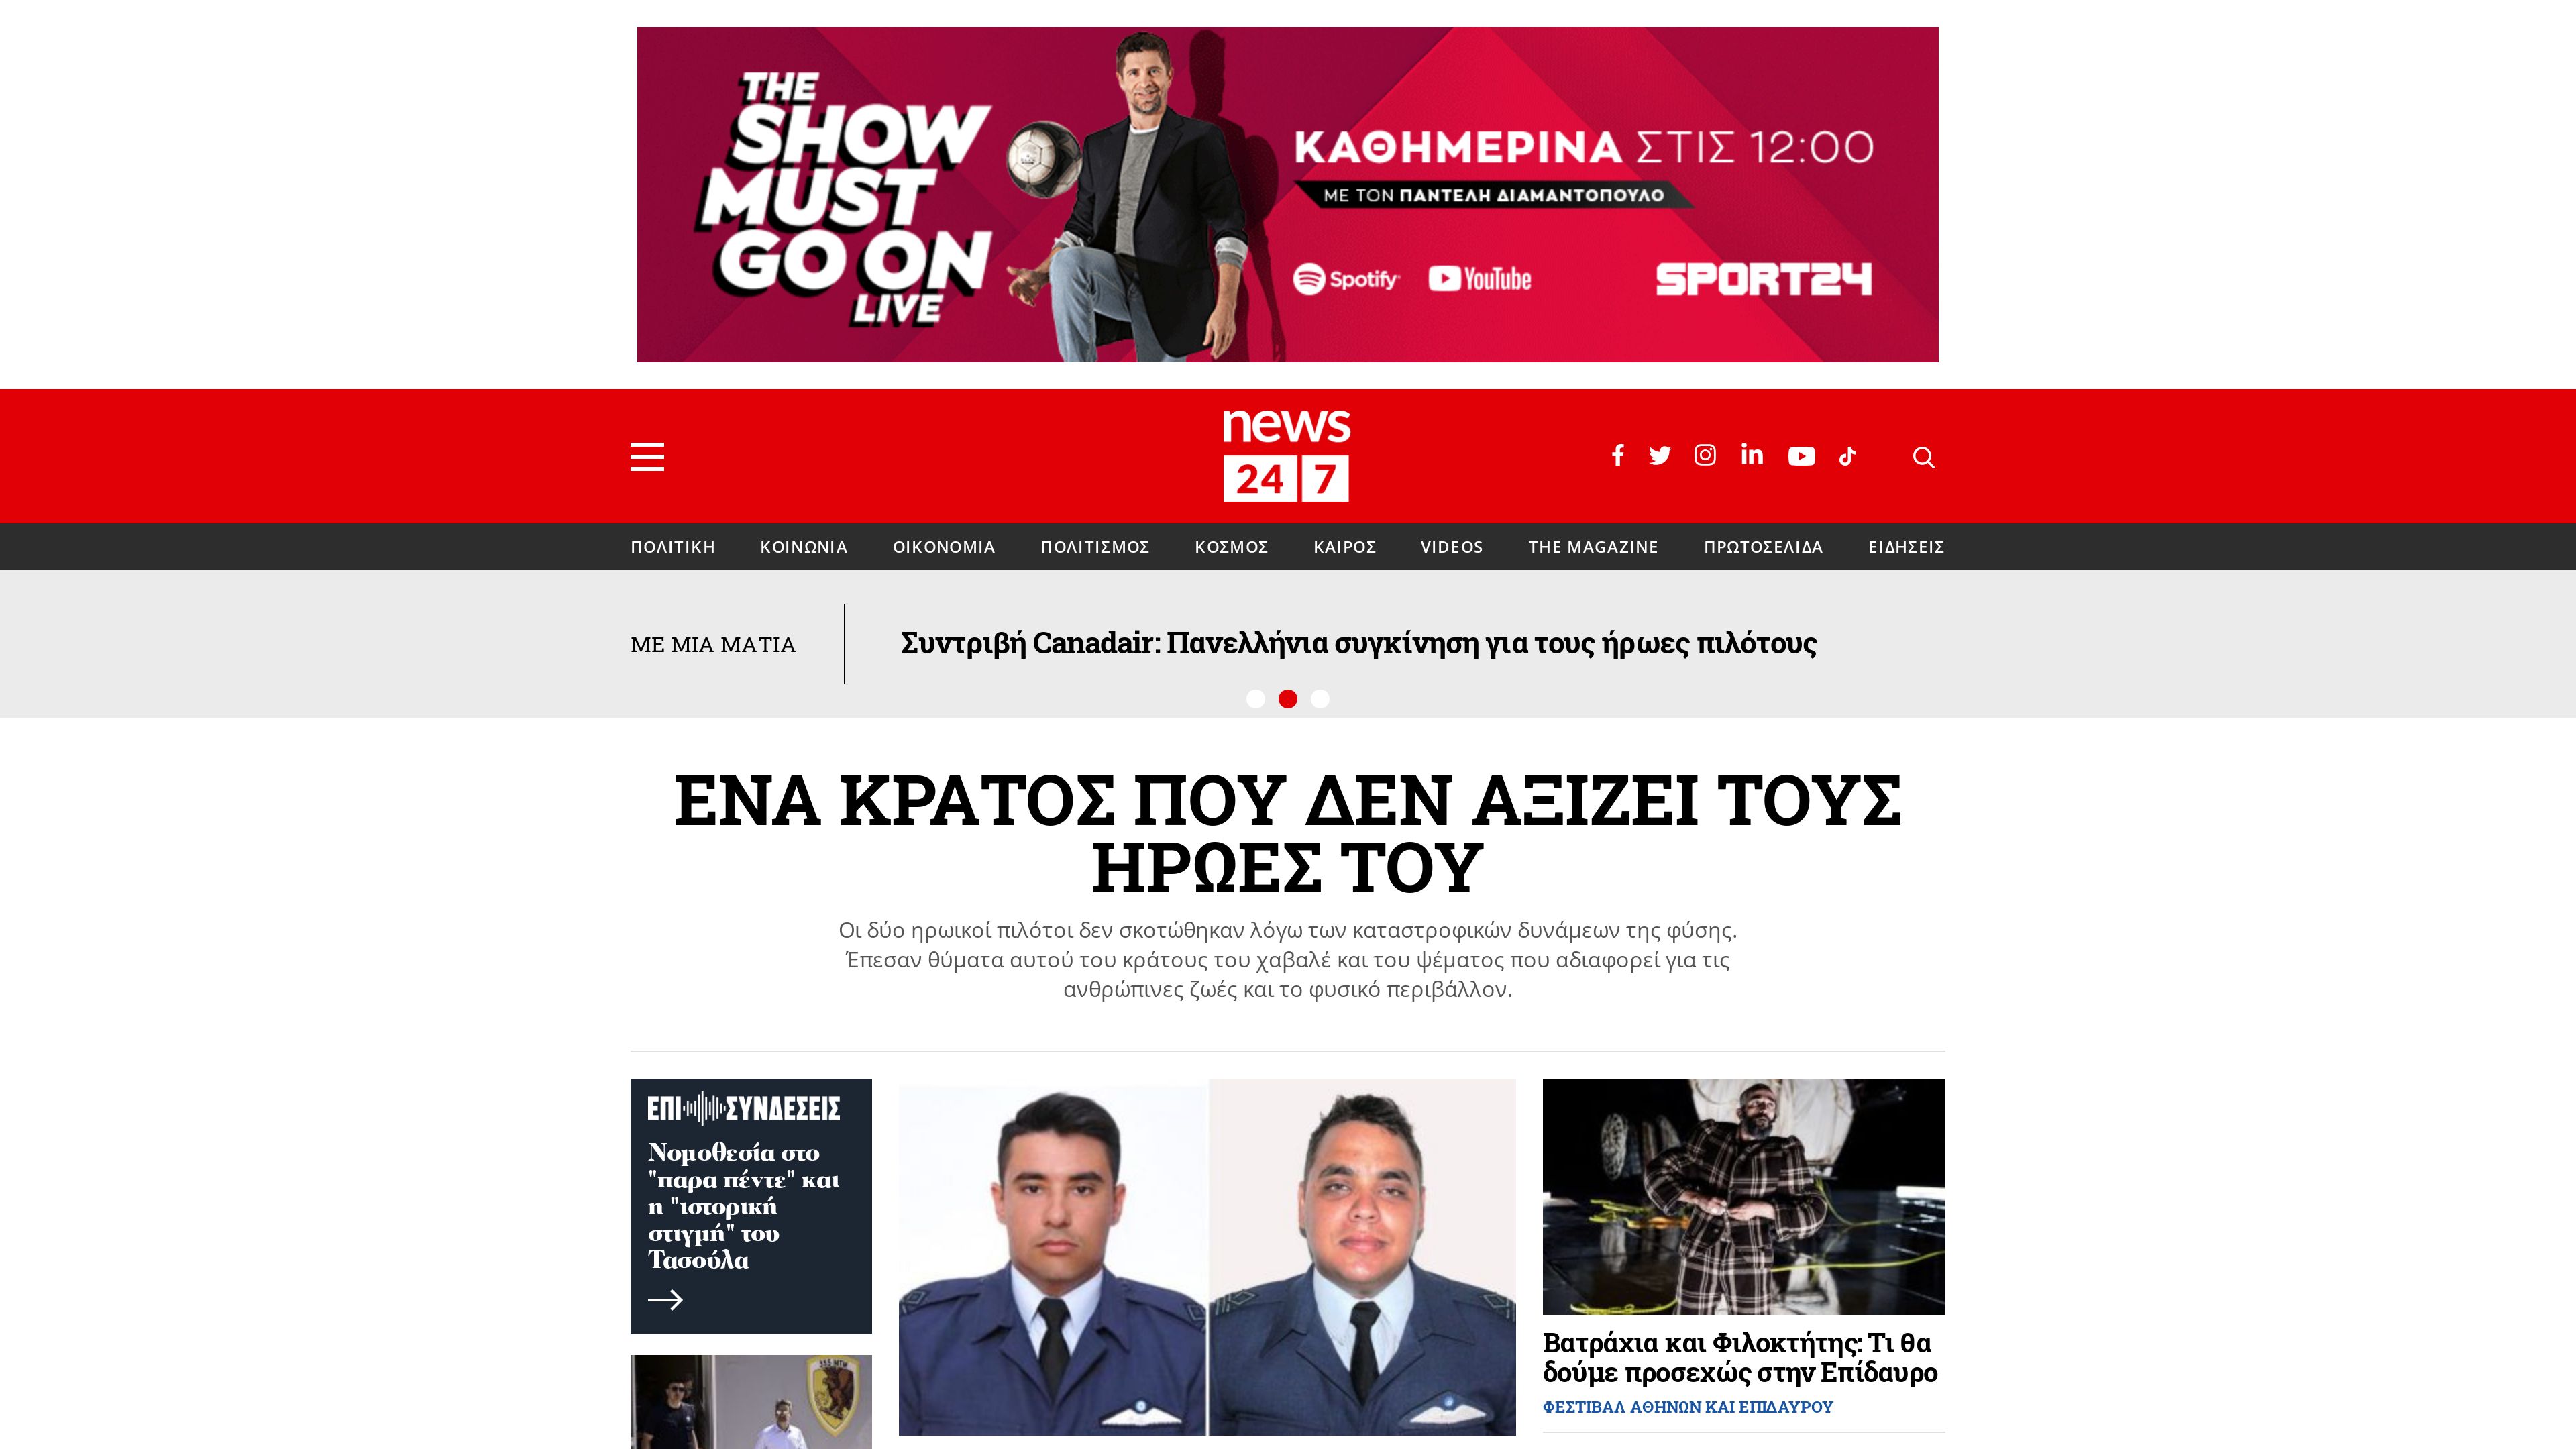 THE
SHOW
MUST
GO ON
LIVE
ΚΑΘΗΜΕΡΙΝΑ ΣΤΙΣ 12:00
ΜΕ ΤΟΝ ΠΑΝΤΕΛΗ ΔΙΑΜΑΝΤΟΠΟΥΛΟ
Spotify YouTube SPORT24
news
24 7
ΠΟΛΙΤΙΚΗ ΚΟΙΝΩΝΙΑ ΟΙΚΟΝΟΜΙΑ ΠΟΛΙΤΙΣΜΟΣ ΚΟΣΜΟΣ ΚΑΙΡΟΣ VIDEOS THE MAGAZINE ΠΡΩΤΟΣΕΛΙΔΑ ΕΙΔΗΣΕΙΣ
ΜΕ ΜΙΑ ΜΑΤΙΑ
Συντριβή Canadair: Πανελλήνια συγκίνηση για τους ήρωες πιλότους
ΕΝΑ ΚΡΑΤΟΣ ΠΟΥ ΔΕΝ ΑΞΙΖΕΙ ΤΟΥΣ
ΗΡΩΕΣ ΤΟΥ
Οι δύο ηρωικοί πιλότοι δεν σκοτώθηκαν λόγω των καταστροφικών δυνάμεων της φύσης.
Έπεσαν θύματα αυτού του κράτους του χαβαλέ και του ψέματος που αδιαφορεί για τις
ανθρώπινες ζωές και το φυσικό περιβάλλον.
ΕΠΙ ΣΥΝΔΕΣΕΙΣ
Νομοθεσία στο
"παρα πέντε" και
η "ιστορική
στιγμή" του
Τασούλα
Βατράχια και Φιλοκτήτης: Τι θα
δούμε προσεχώς στην Επίδαυρο
ΦΕΣΤΙΒΑΛ ΑΘΗΝΩΝ ΚΑΙ ΕΠΙΔΑΥΡΟΥ